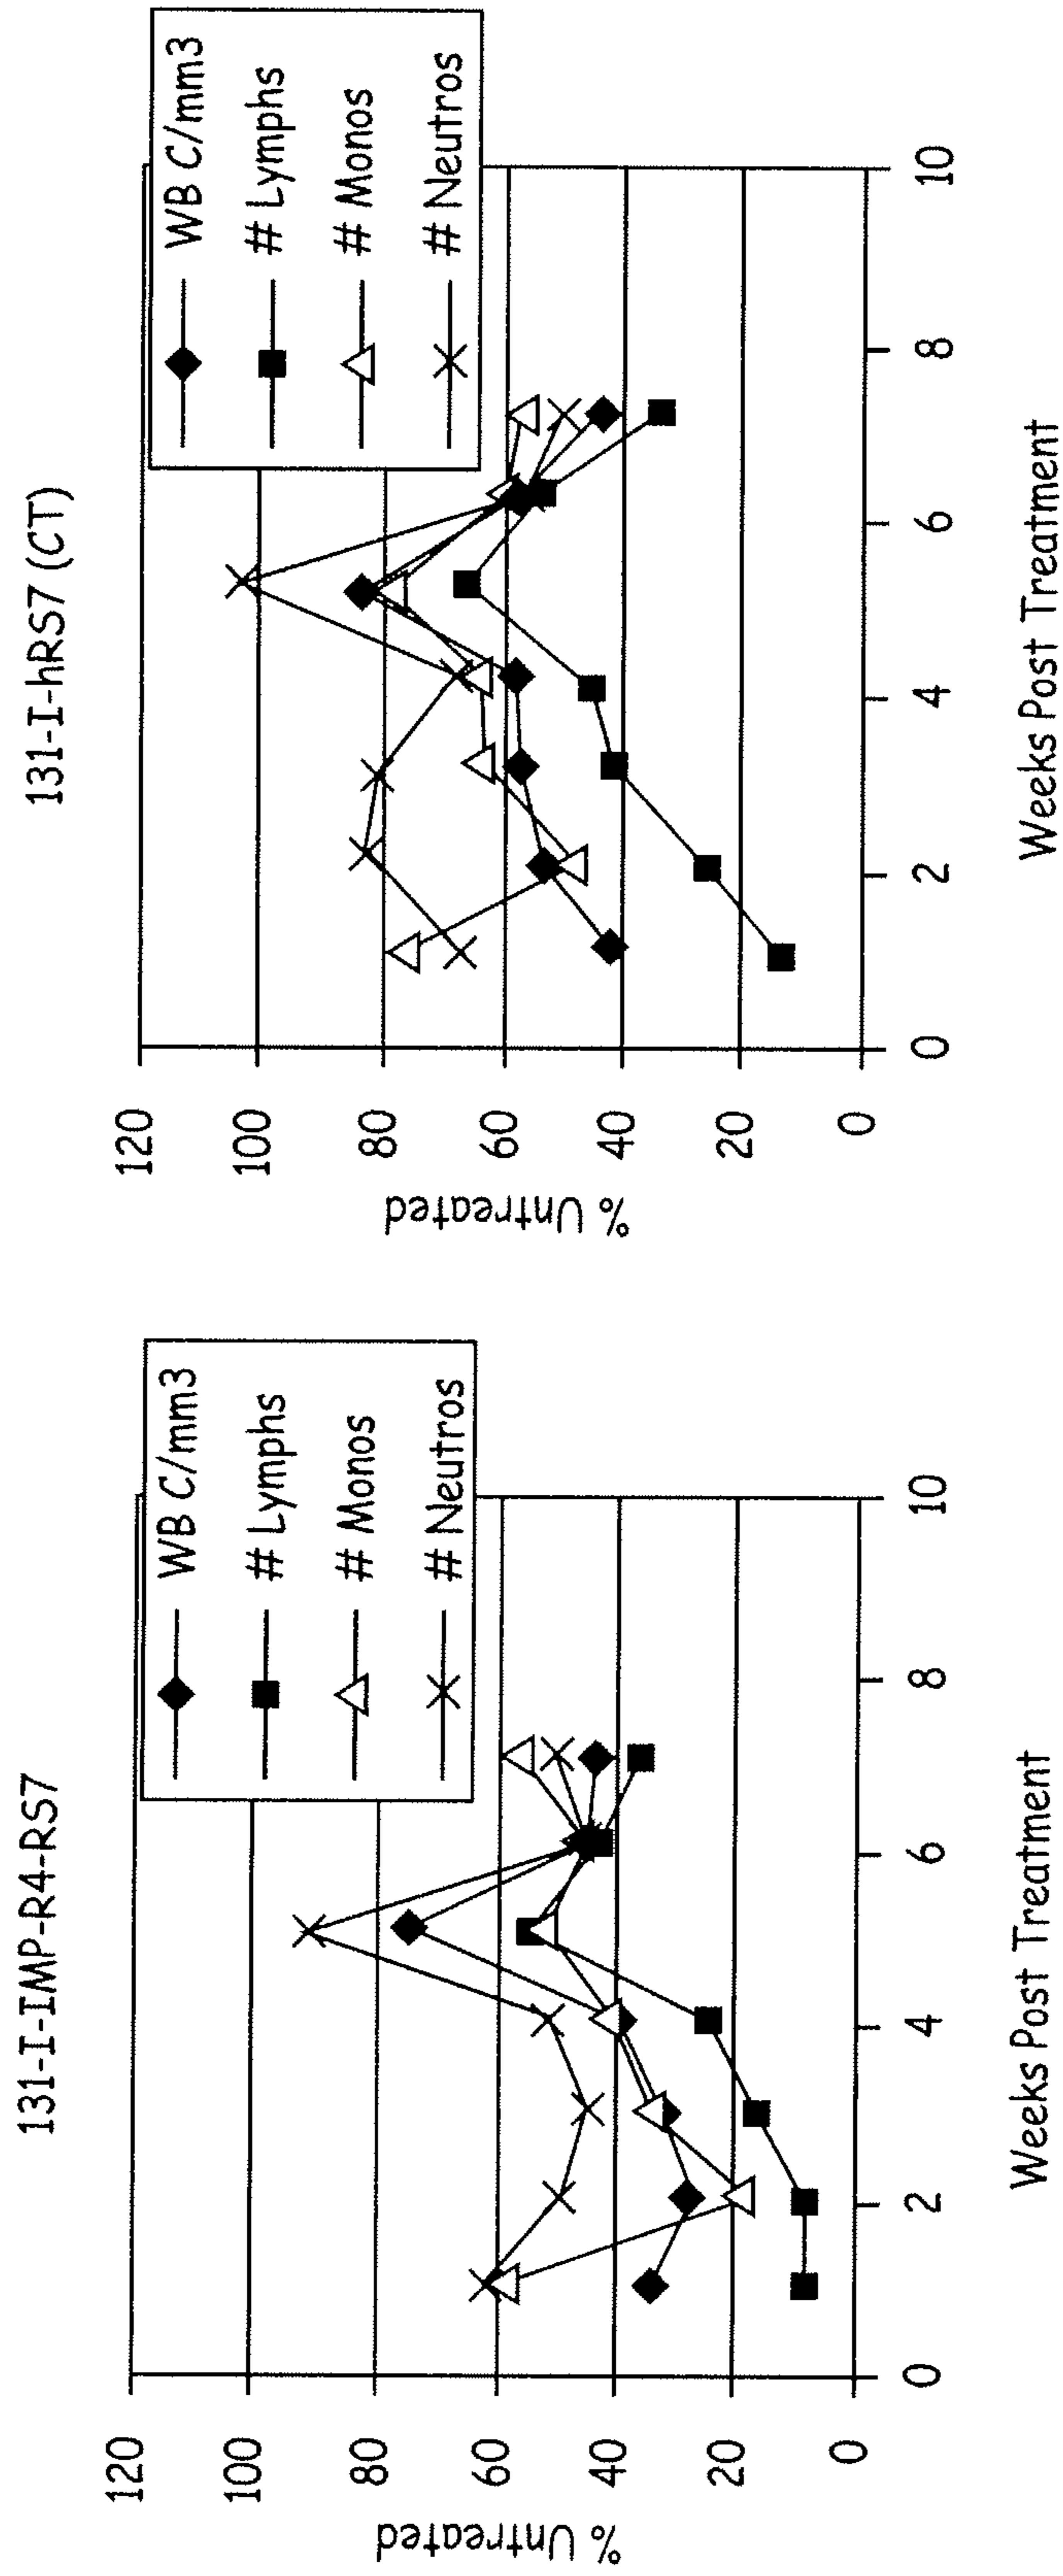 131-I-IMP-R4-RS7
120
100
80
60
40
20
0
% Untreated
WB C/mm3
# Lymphs
# Monos
# Neutros
0
2
4
6
8
10
Weeks Post Treatment
131-I-hRS7 (CT)
120
100
80
60
40
20
0
% Untreated
WB C/mm3
# Lymphs
# Monos
# Neutros
0
2
4
6
8
10
Weeks Post Treatment